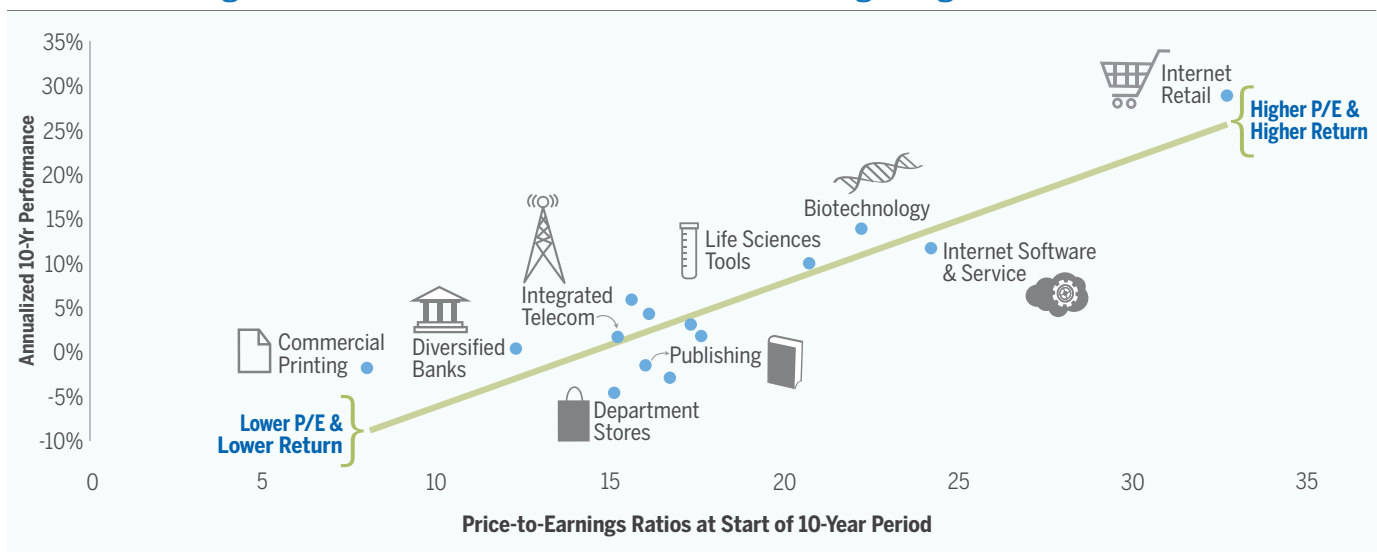 35%
30%
25%
20%
15%
10%
5%
0%
-5%
-10%
Annualized 10-Yr Performance
Internet
Retail
Higher P/E &
Higher Return
Biotechnology
Life Sciences
Tools
Internet Software
& Service
Integrated
Telecom
Commercial
Printing
Diversified
Banks
Publishing
Department
Stores
Lower P/E &
Lower Return
0
5
10
15
20
25
30
35
Price-to-Earnings Ratios at Start of 10-Year Period